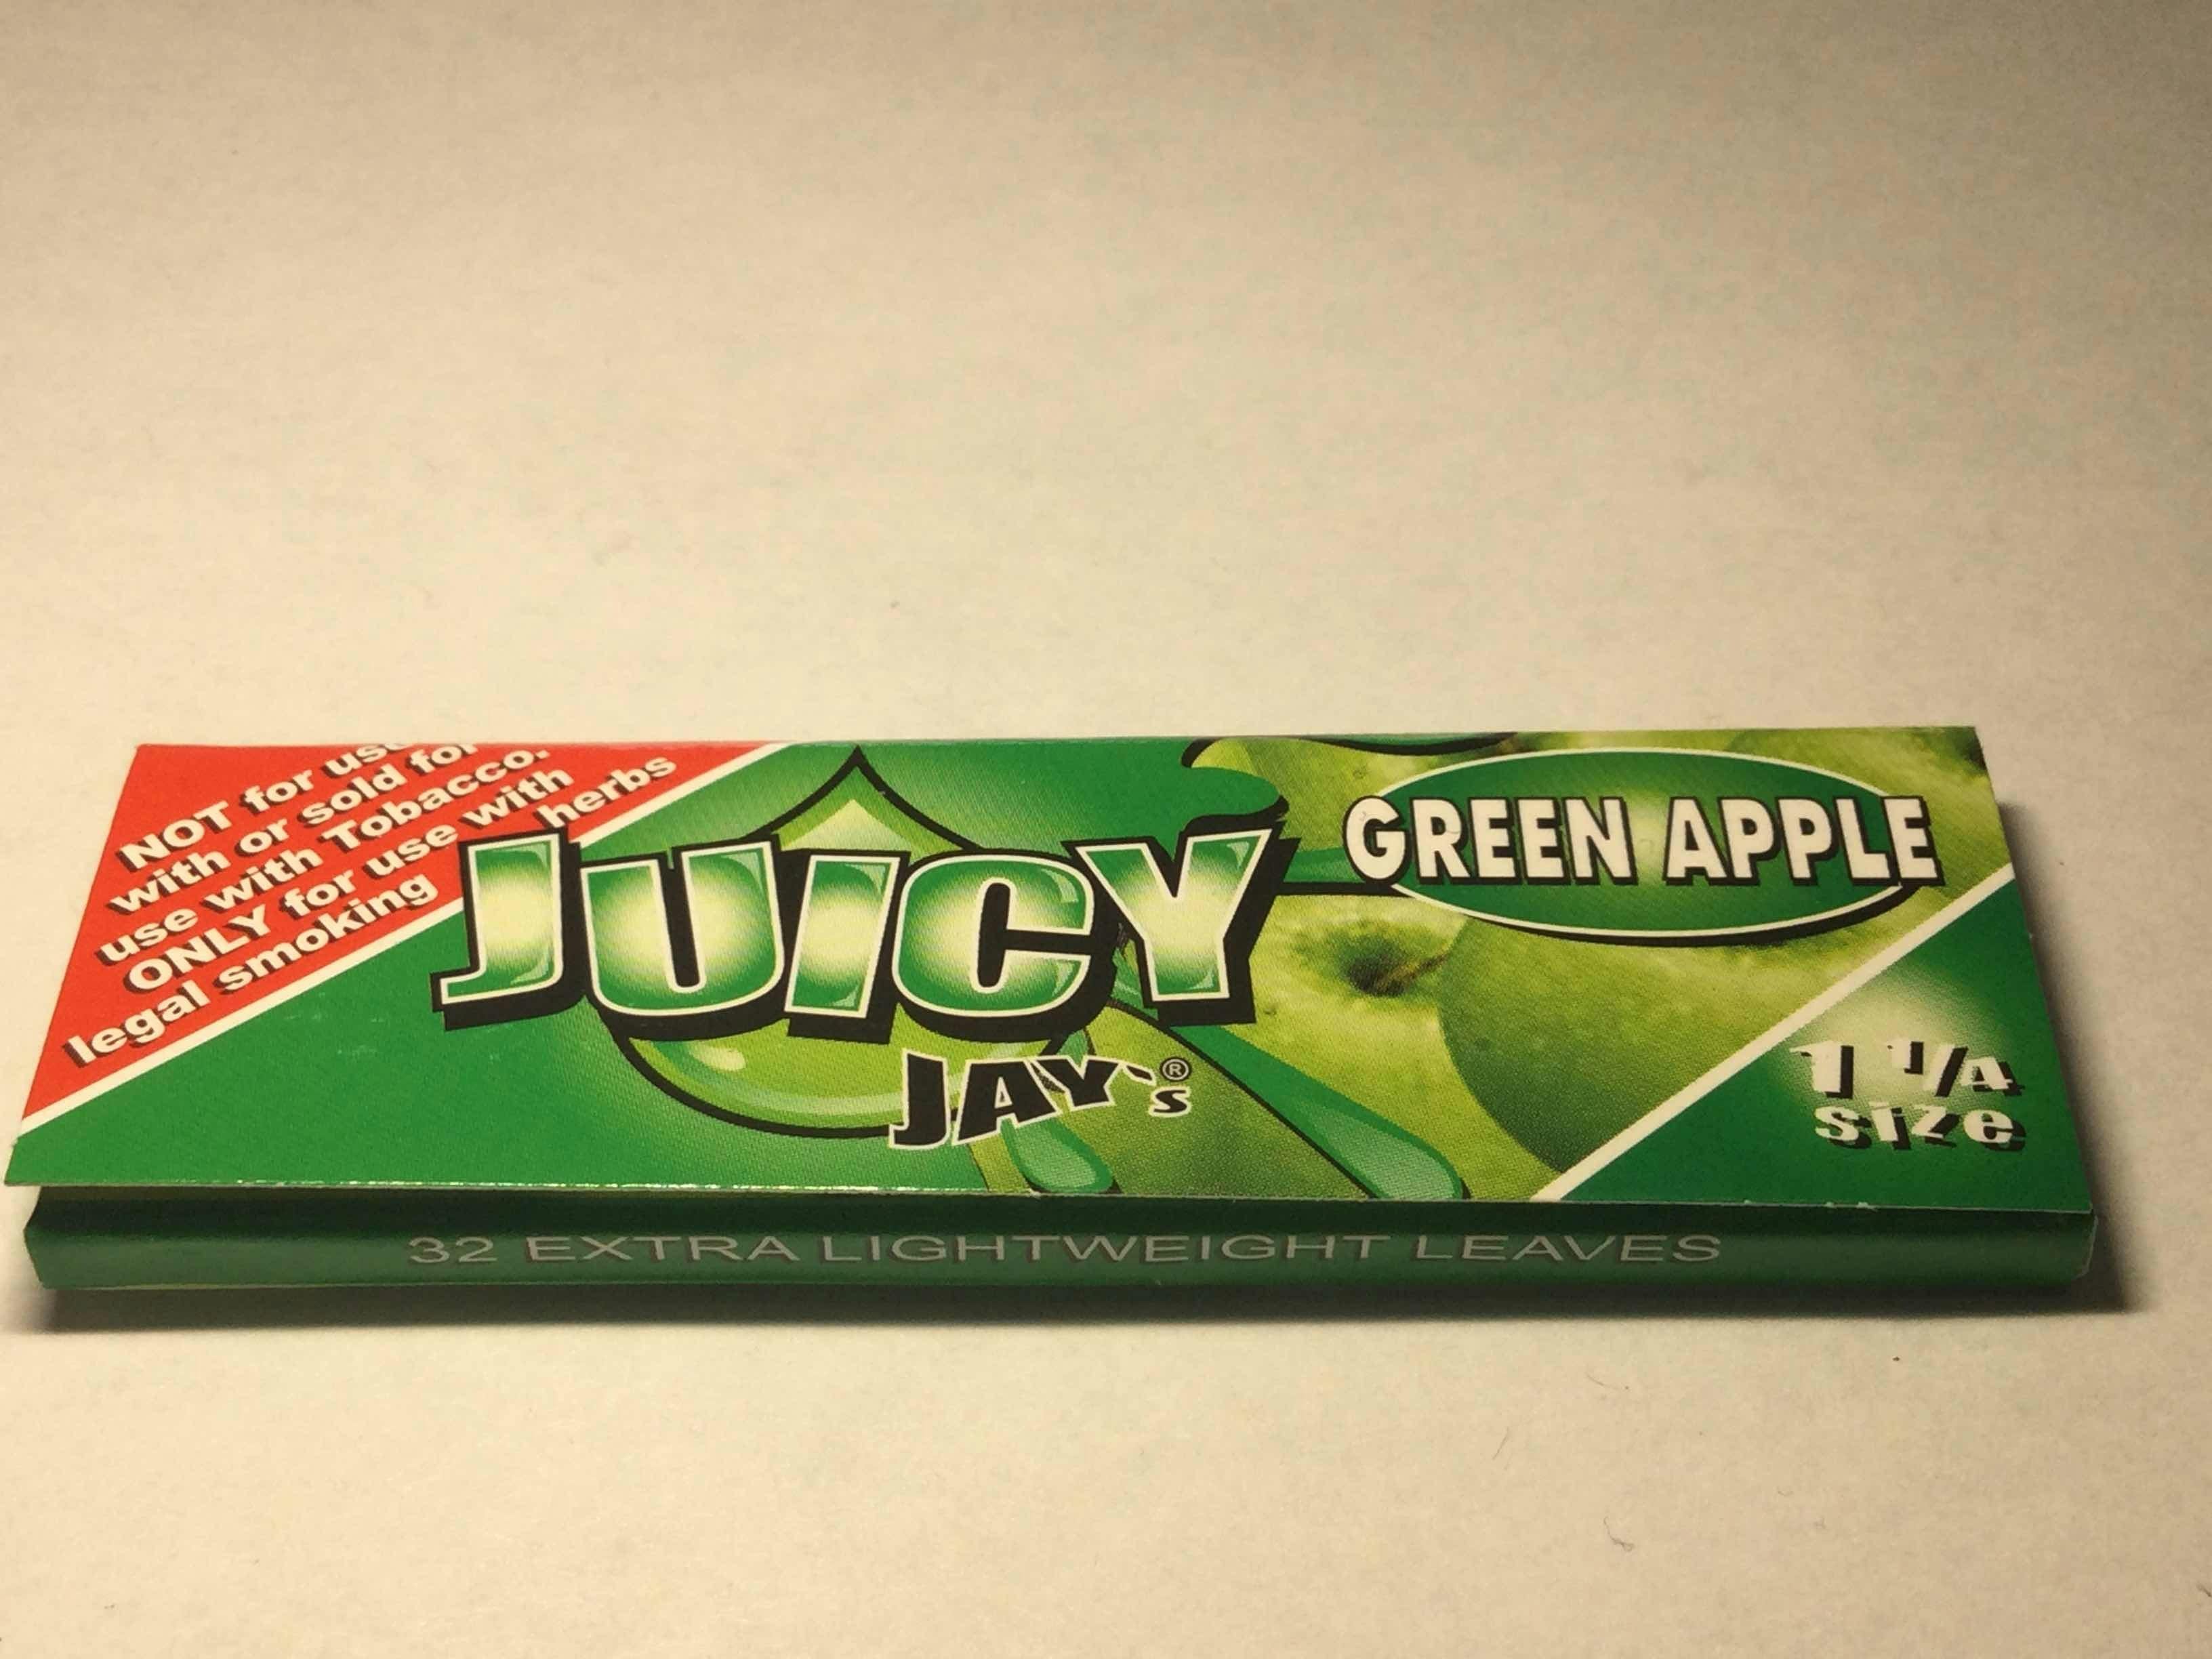 NOT for use
with or sold for
use with Tobacco.
ONLY for use with
legal smoking herbs
JUICY
JAY's®
GREEN APPLE
1 1/4
size
32 EXTRA LIGHTWEIGHT LEAVES